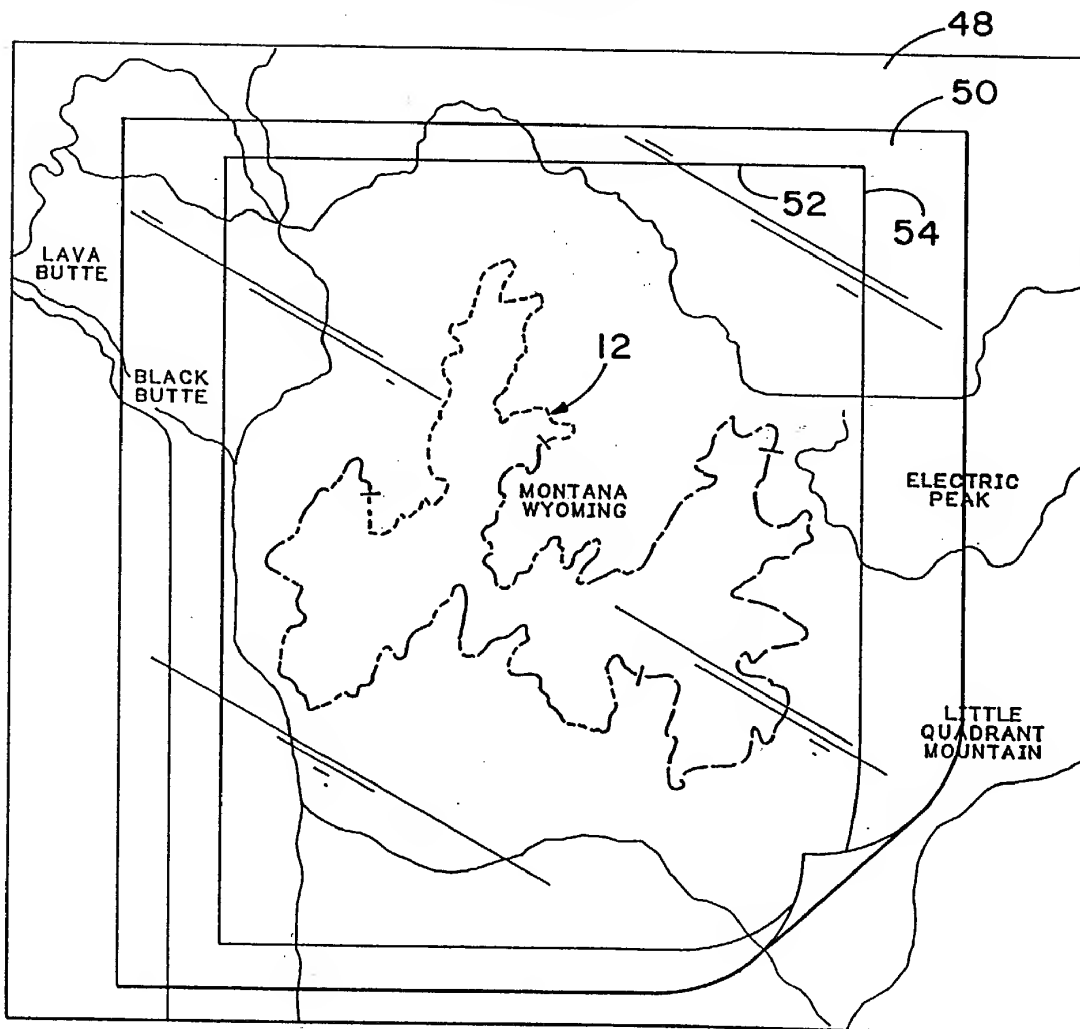 48
50
52
54
LAVA
BUTTE
12
BLACK
BUTTE
MONTANA
WYOMING
ELECTRIC
PEAK
LITTLE
QUADRANT
MOUNTAIN